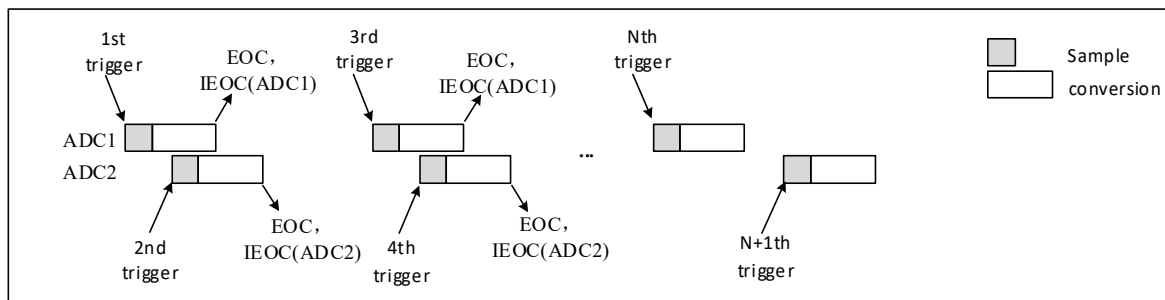 1st
trigger
EOC，
IEOC(ADC1)
3rd
trigger
EOC，
IEOC(ADC1)
Nth
trigger
Sample
conversion
ADC1
ADC2
...
2nd
trigger
EOC，
IEOC(ADC2)
4th
trigger
EOC，
IEOC(ADC2)
N+1th
trigger